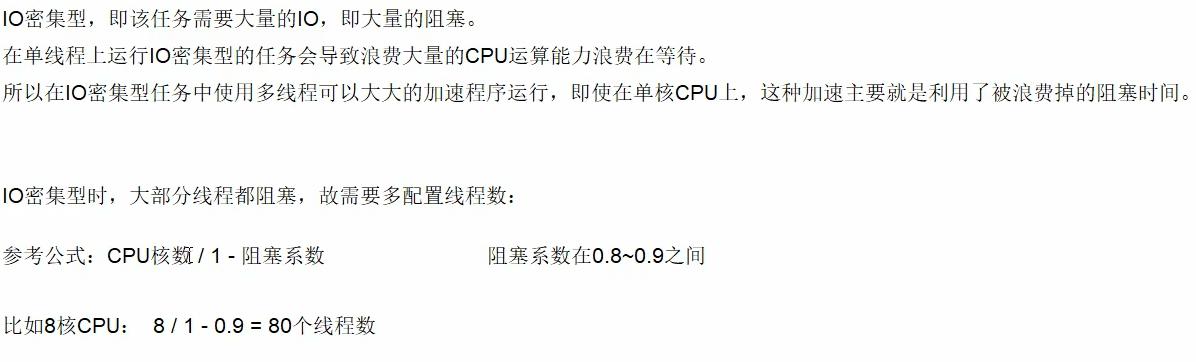 IO密集型，即该任务需要大量的IO，即大量的阻塞。
在单线程上运行IO密集型的任务会导致浪费大量的CPU运算能力浪费在等待。
所以在IO密集型任务中使用多线程可以大大的加速程序运行，即使在单核CPU上，这种加速主要就是利用了被浪费掉的阻塞时间。
IO密集型时，大部分线程都阻塞，故需要多配置线程数：
参考公式：CPU核数 / 1 - 阻塞系数 阻塞系数在0.8~0.9之间
比如8核CPU： 8 / 1 - 0.9 = 80个线程数